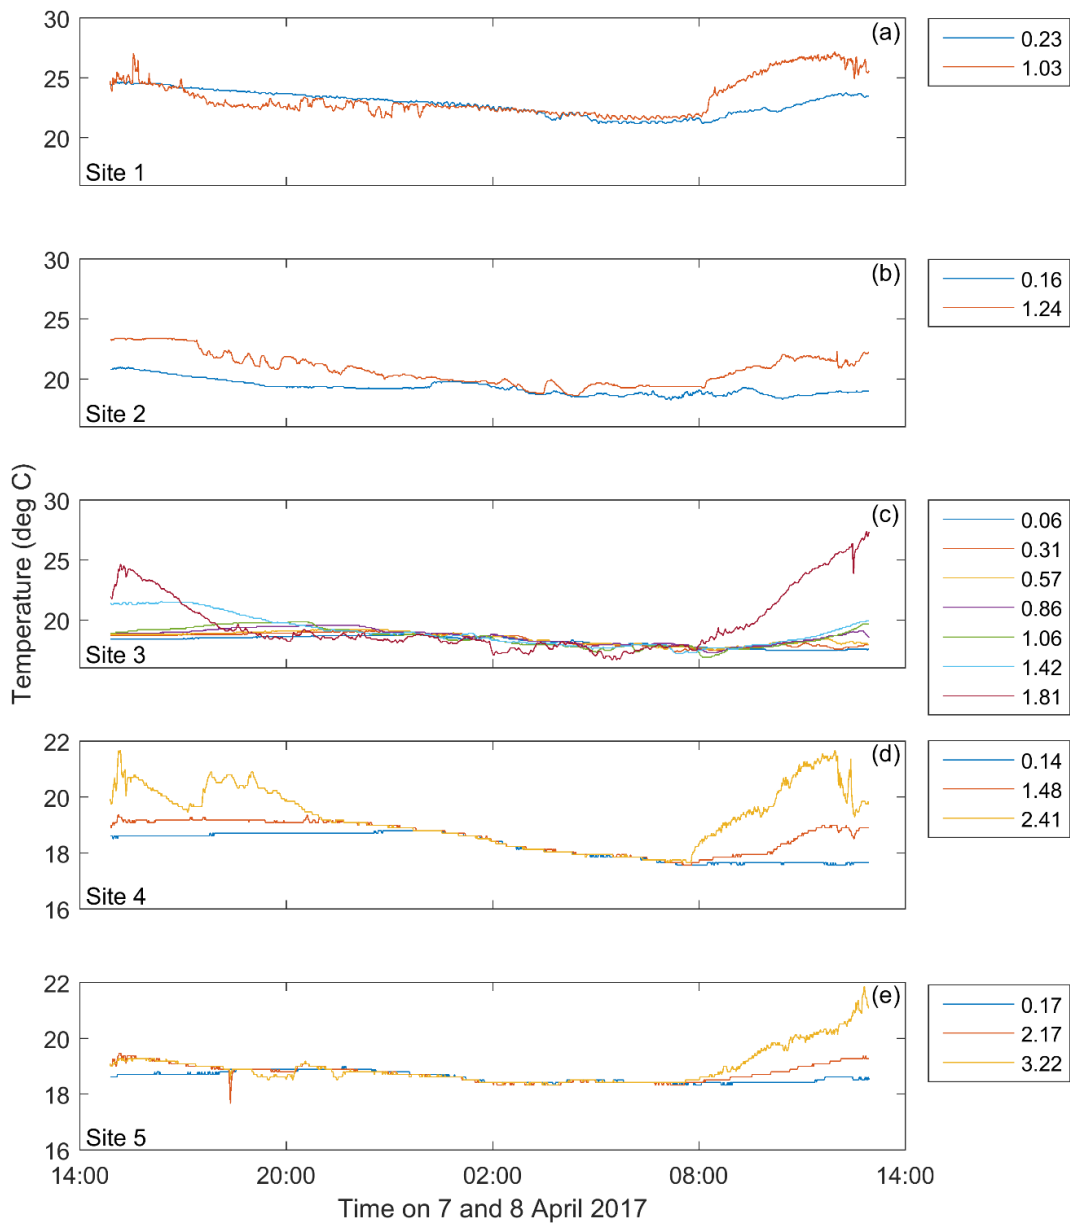 30
(a)
0.23
25
1.03
20
Site 1
30
(b)
0.16
25
1.24
20
Site 2
Temperature (deg C)
30
(c)
0.06
0.31
25
0.57
0.86
20
1.06
Site 3
1.42
1.81
22
(d)
0.14
20
1.48
2.41
18
Site 4
16
22
(e)
0.17
20
2.17
3.22
18
Site 5
16
14:00 20:00 02:00 08:00 14:00
Time on 7 and 8 April 2017